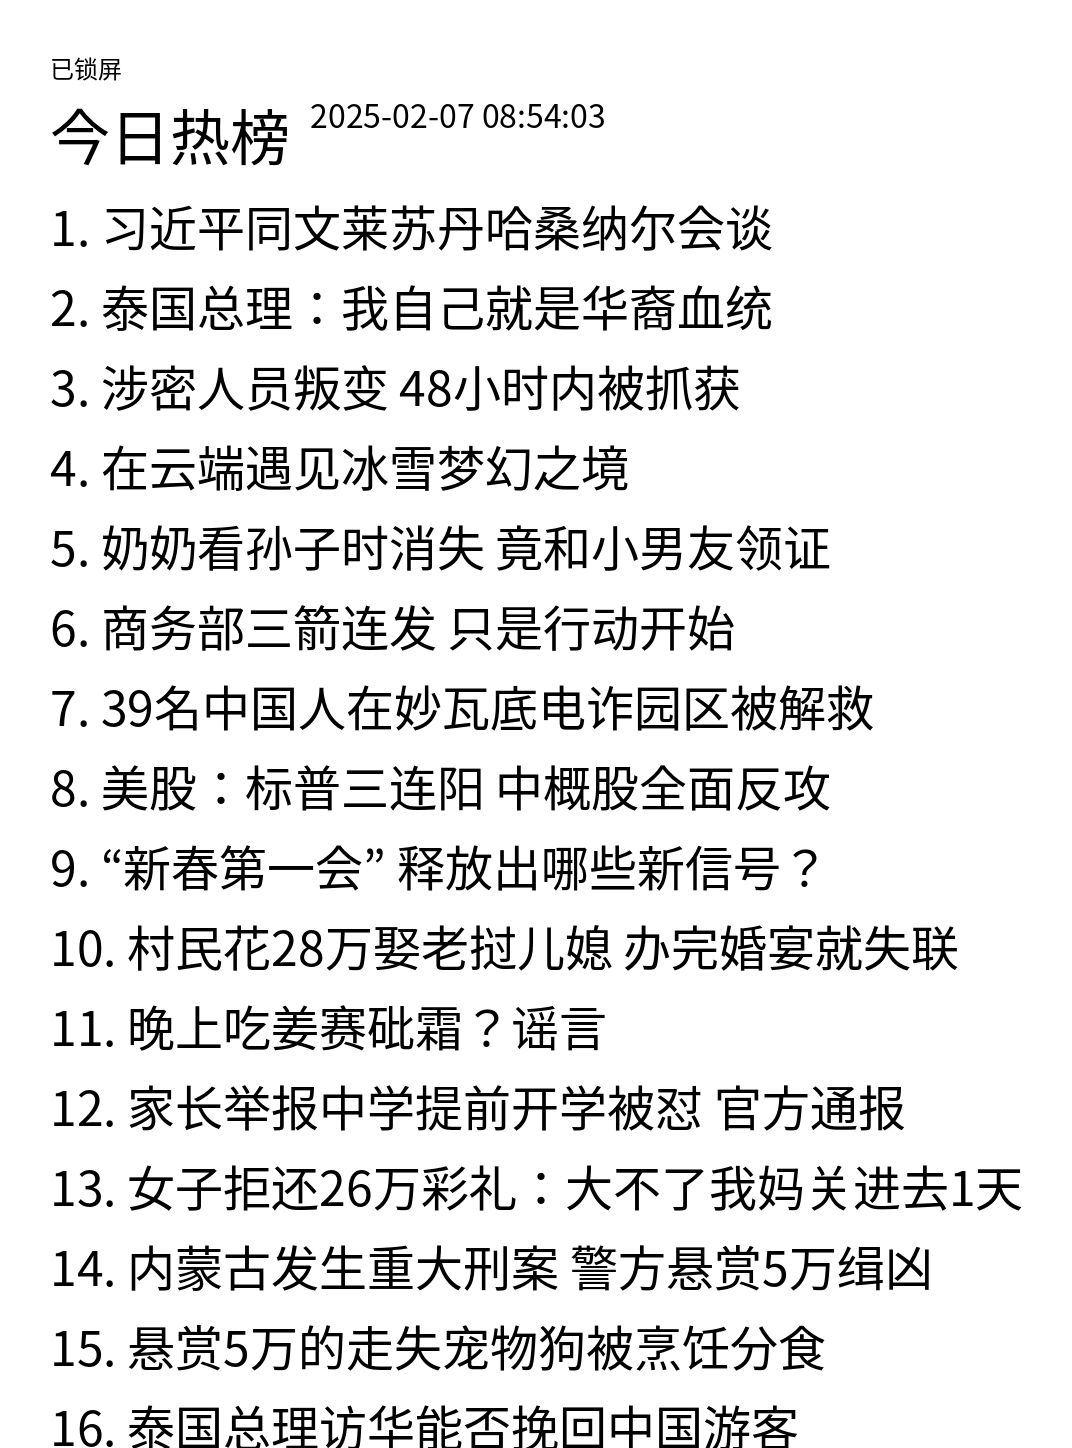 已锁屏
今日热榜 2025-02-07 08:54:03
1. 习近平同文莱苏丹哈桑纳尔会谈
2. 泰国总理：我自己就是华裔血统
3. 涉密人员叛变 48小时内被抓获
4. 在云端遇见冰雪梦幻之境
5. 奶奶看孙子时消失 竟和小男友领证
6. 商务部三箭连发 只是行动开始
7. 39名中国人在妙瓦底电诈园区被解救
8. 美股：标普三连阳 中概股全面反攻
9. “新春第一会” 释放出哪些新信号？
10. 村民花28万娶老挝儿媳 办完婚宴就失联
11. 晚上吃姜赛砒霜？谣言
12. 家长举报中学提前开学被怼 官方通报
13. 女子拒还26万彩礼：大不了我妈关进去1天
14. 内蒙古发生重大刑案 警方悬赏5万缉凶
15. 悬赏5万的走失宠物狗被烹饪分食
16. 泰国总理访华能否挽回中国游客